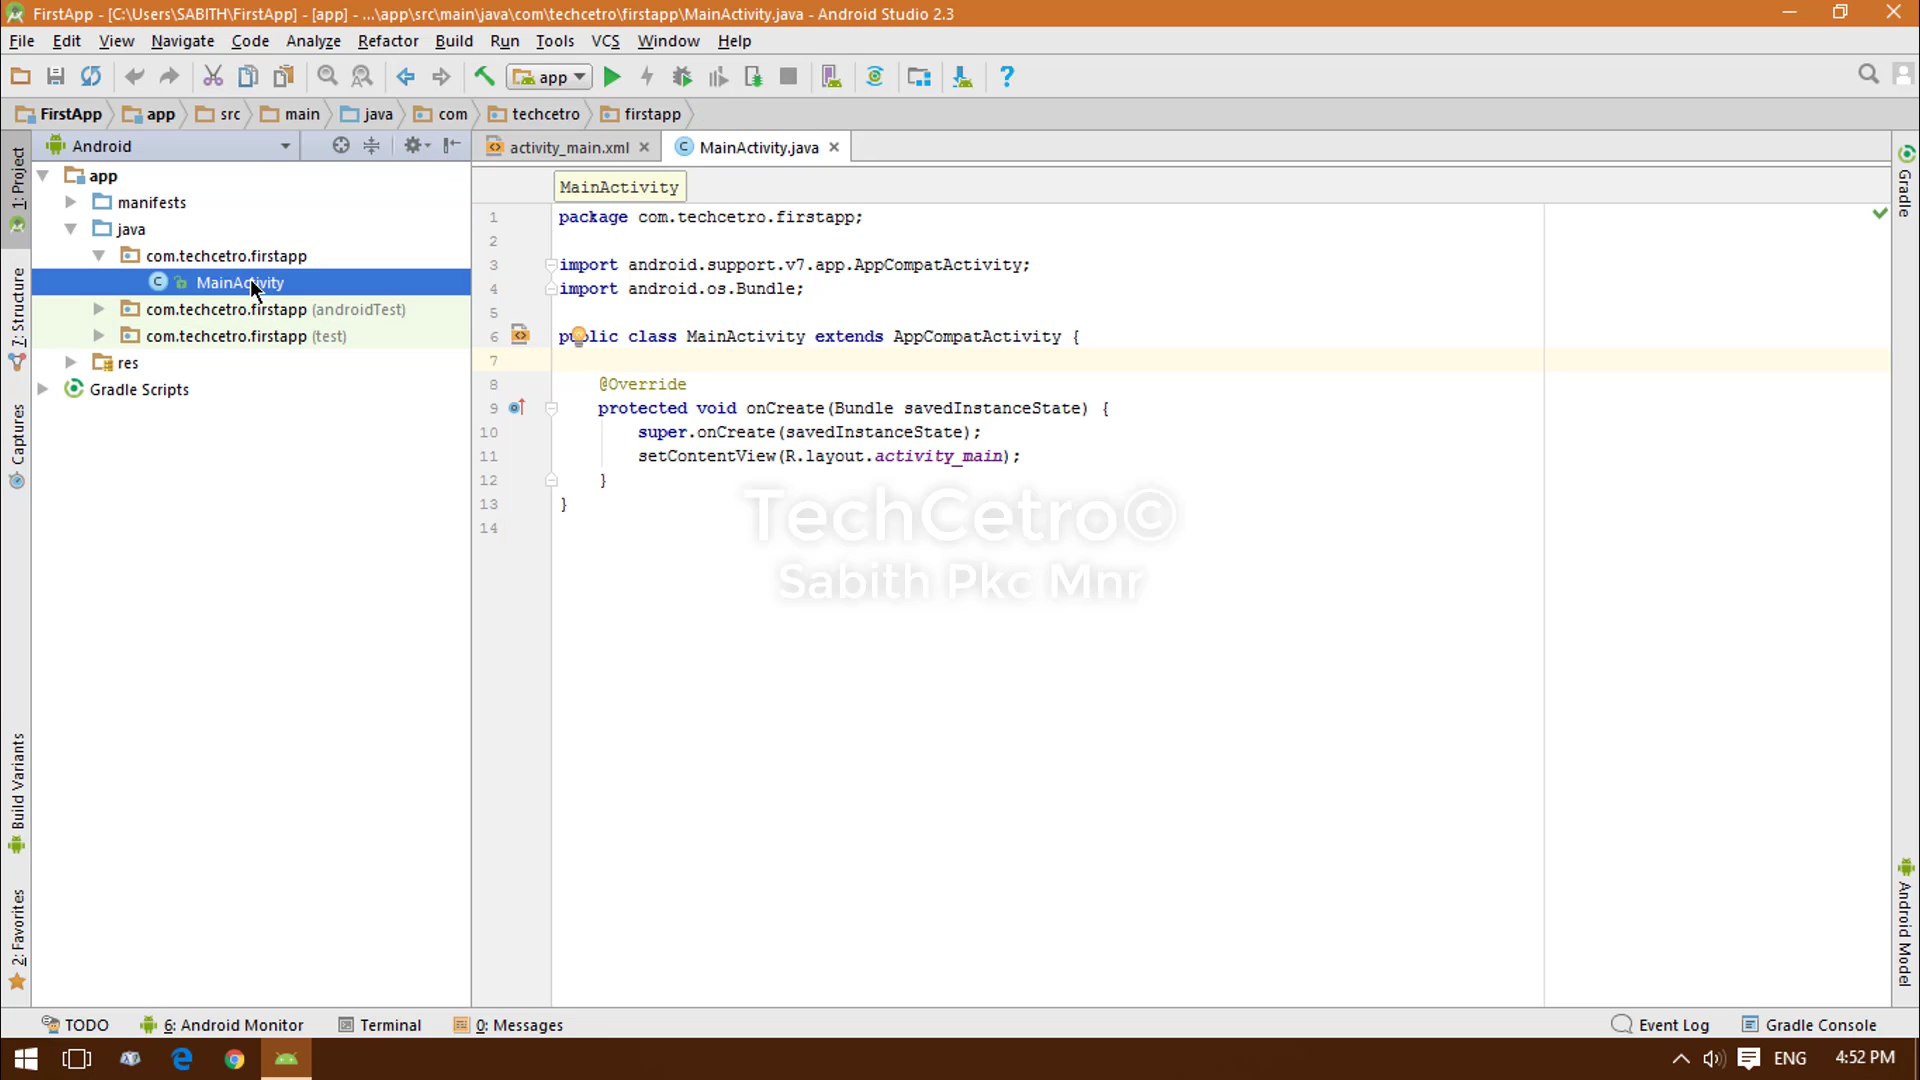 FirstApp - [C:\Users\SABITH\FirstApp] - [app] - ...\app\src\main\java\com\techcetro\firstapp\MainActivity.java - Android Studio 2.3
File Edit View Navigate Code Analyze Refactor Build Run Tools VCS Window Help
app
FirstApp app src main java com techcetro firstapp
Android
activity_main.xml
MainActivity.java
1: Project
7: Structure
Captures
Build Variants
2: Favorites
app
manifests
java
com.techcetro.firstapp
MainActivity
com.techcetro.firstapp (androidTest)
com.techcetro.firstapp (test)
res
Gradle Scripts
MainActivity
1 package com.techcetro.firstapp;
2
3 import android.support.v7.app.AppCompatActivity;
4 import android.os.Bundle;
5
6 public class MainActivity extends AppCompatActivity {
7
8 @Override
9 protected void onCreate(Bundle savedInstanceState) {
10 super.onCreate(savedInstanceState);
11 setContentView(R.layout.activity_main);
12 }
13 }
14
TechCetro©
Sabith Pkc Mnr
Gradle
Android Model
TODO 6: Android Monitor Terminal 0: Messages Event Log Gradle Console
ENG 4:52 PM